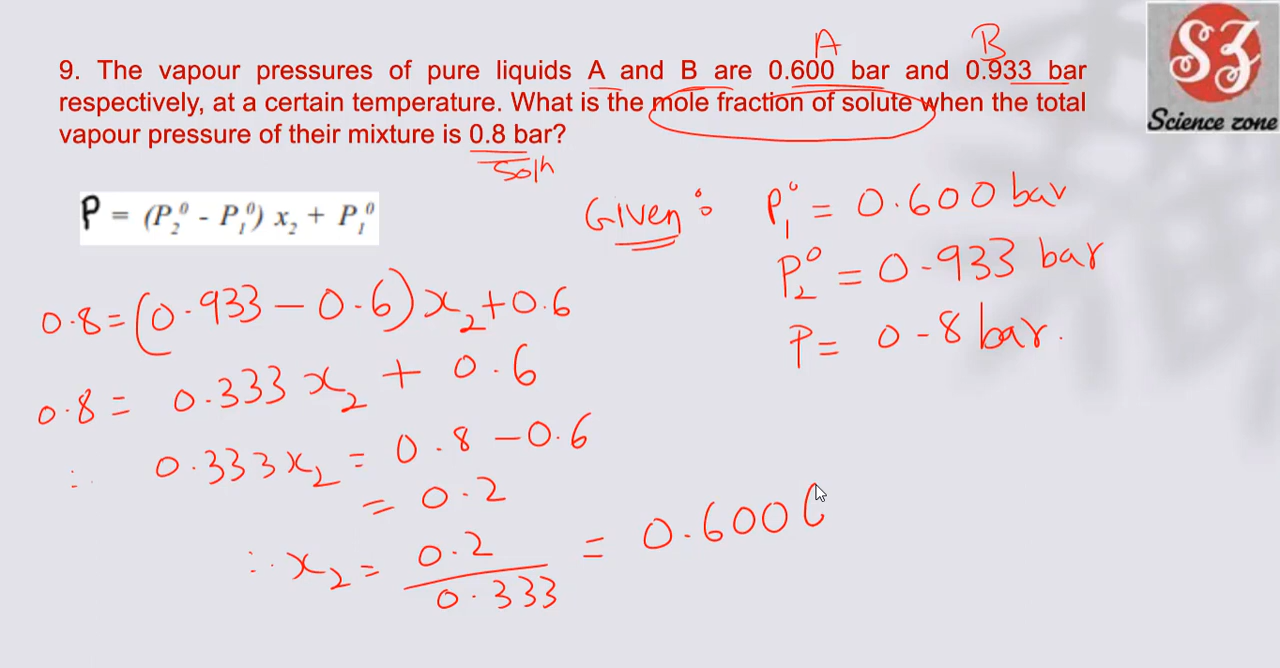 A B
9. The vapour pressures of pure liquids A and B are 0.600 bar and 0.933 bar
respectively, at a certain temperature. What is the mole fraction of solute when the total
vapour pressure of their mixture is 0.8 bar?
Soln
SZ
Science zone
P = (P₂⁰ - P₁⁰) x₂ + P₁⁰
Given : P₁⁰ = 0.600 bar
P₂⁰ = 0.933 bar
P = 0.8 bar.
0.8 = (0.933 - 0.6) x₂ + 0.6
0.8 = 0.333 x₂ + 0.6
∴ 0.333 x₂ = 0.8 - 0.6
= 0.2
∴ x₂ = 0.2 / 0.333 = 0.600